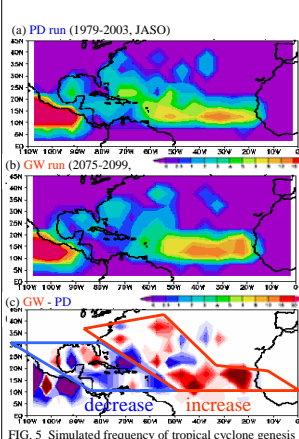 (a) PD run (1979-2003, JASO)
45N
40N
35N
30N
25N
20N
15N
10N
5N
EQ
110W 100W 90W 80W 70W 60W 50W 40W 30W 20W 10W 0
(b) GW run (2075-2099,
45N
40N
35N
30N
25N
20N
15N
10N
5N
EQ
110W 100W 90W 80W 70W 60W 50W 40W 30W 20W 10W 0
(c) GW - PD
45N
40N
35N
30N
25N
20N
15N
10N
5N
EQ
decrease increase
110W 100W 90W 80W 70W 60W 50W 40W 30W 20W 10W 0
FIG. 5 Simulated frequency of tropical cyclone genesis